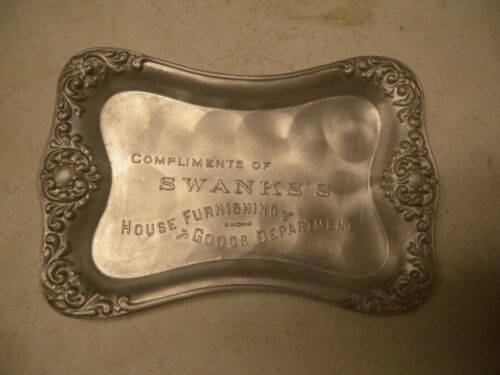 COMPLIMENTS OF
SWANKS'S
HOUSE FURNISHING
GOODS DEPARTMENT